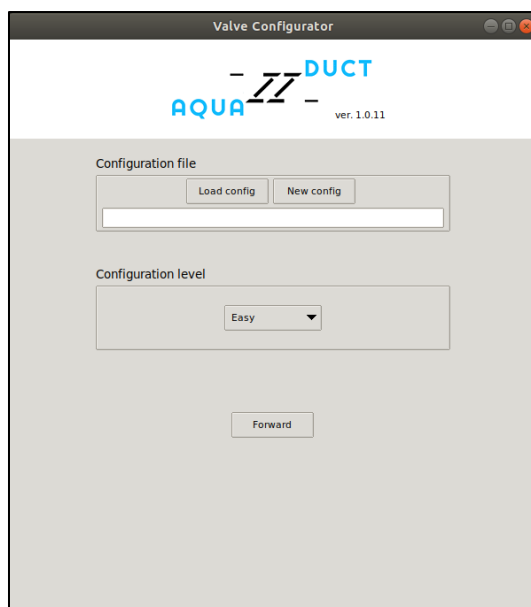 Valve Configurator
DUCT
AQUA
ver. 1.0.11
Configuration file
Load config New config
Configuration level
Easy
Forward